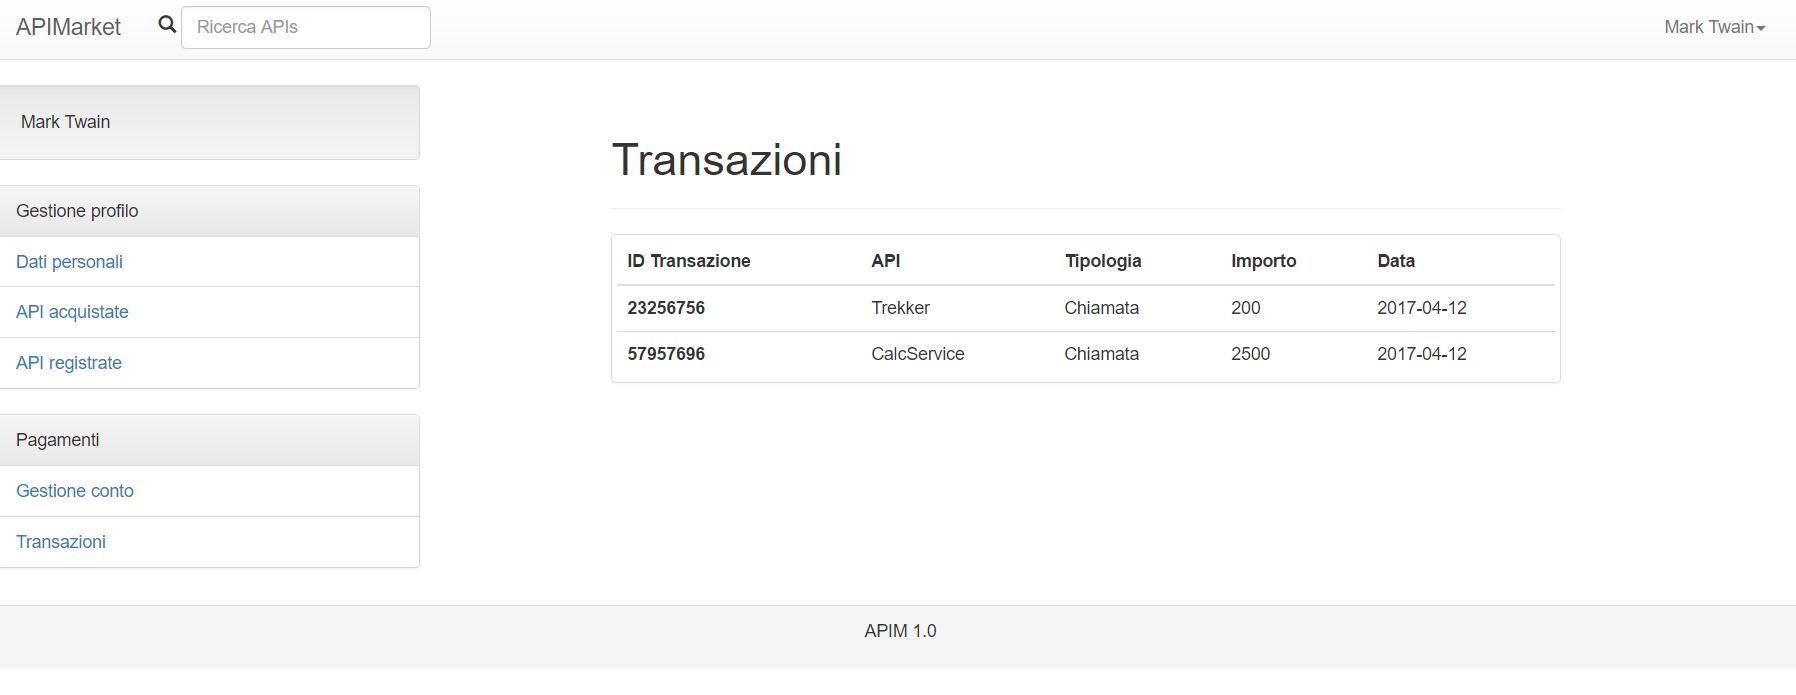 APIMarket Ricerca APIs Mark Twain
Mark Twain
Gestione profilo
Dati personali
API acquistate
API registrate
Pagamenti
Gestione conto
Transazioni
Transazioni
ID Transazione API Tipologia Importo Data
23256756 Trekker Chiamata 200 2017-04-12
57957696 CalcService Chiamata 2500 2017-04-12
APIM 1.0